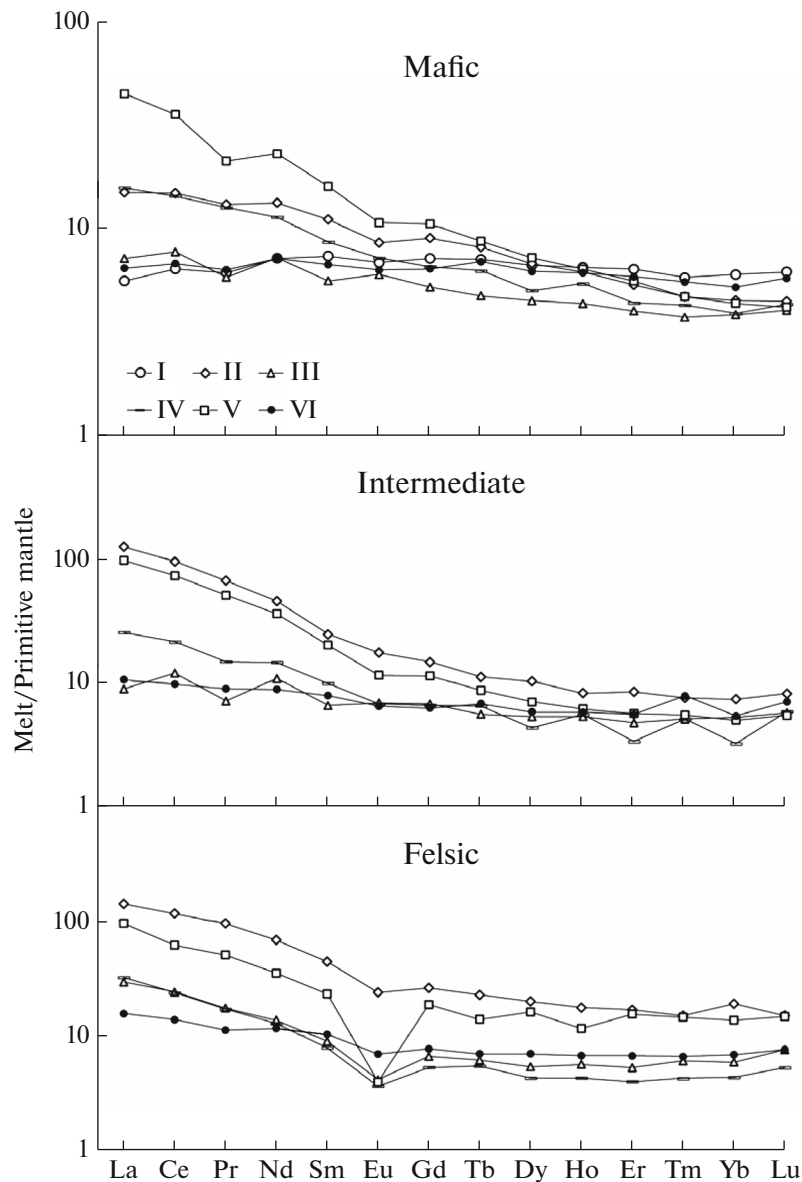 100
Mafic
10
I II III
IV V VI
1
Intermediate
Melt/Primitive mantle
100
10
1
Felsic
100
10
1
La Ce Pr Nd Sm Eu Gd Tb Dy Ho Er Tm Yb Lu